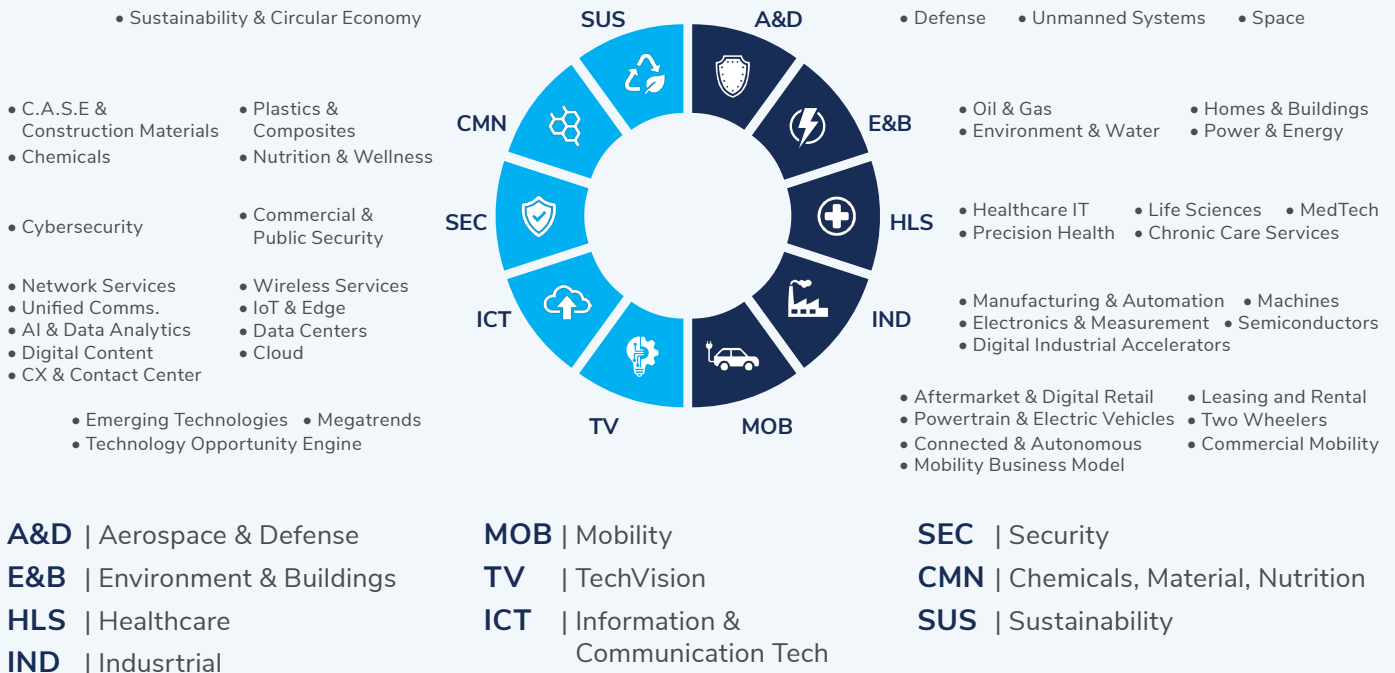 • Sustainability & Circular Economy
SUS
A&D
• Defense • Unmanned Systems • Space
• C.A.S.E &
Construction Materials
• Chemicals
• Plastics &
Composites
• Nutrition & Wellness
CMN
E&B
• Oil & Gas
• Environment & Water
• Homes & Buildings
• Power & Energy
• Cybersecurity
• Commercial &
Public Security
SEC
HLS
• Healthcare IT • Life Sciences • MedTech
• Precision Health • Chronic Care Services
• Network Services
• Unified Comms.
• AI & Data Analytics
• Digital Content
• CX & Contact Center
• Wireless Services
• IoT & Edge
• Data Centers
• Cloud
ICT
IND
• Manufacturing & Automation • Machines
• Electronics & Measurement • Semiconductors
• Digital Industrial Accelerators
• Emerging Technologies • Megatrends
• Technology Opportunity Engine
TV
MOB
• Aftermarket & Digital Retail
• Powertrain & Electric Vehicles
• Connected & Autonomous
• Mobility Business Model
• Leasing and Rental
• Two Wheelers
• Commercial Mobility
A&D | Aerospace & Defense
E&B | Environment & Buildings
HLS | Healthcare
IND | Indusrtrial
MOB | Mobility
TV | TechVision
ICT | Information &
Communication Tech
SEC | Security
CMN | Chemicals, Material, Nutrition
SUS | Sustainability